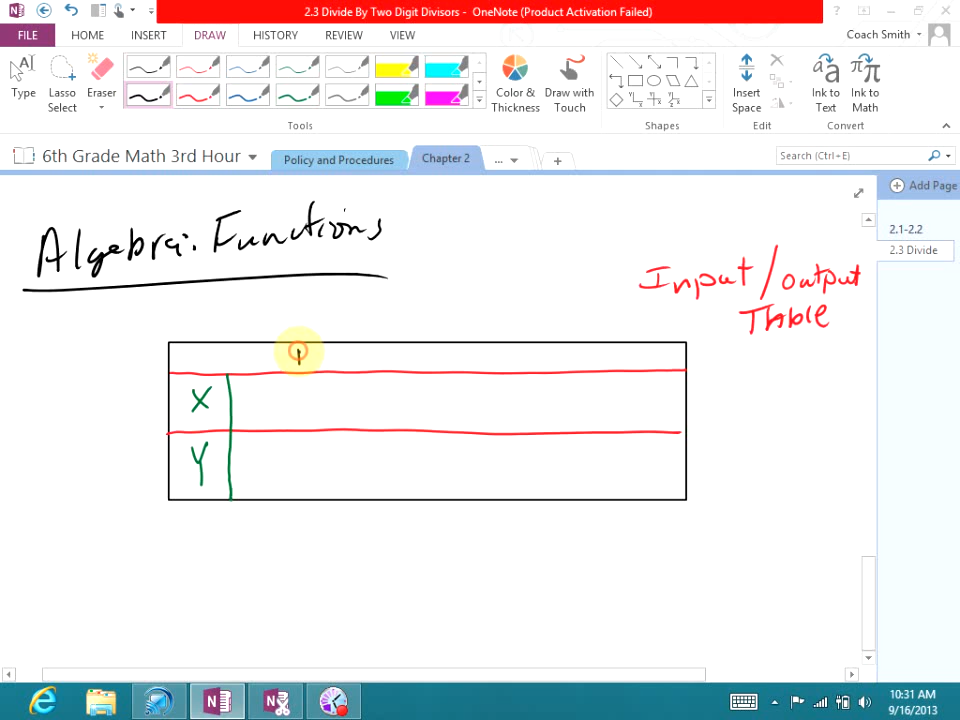 2.3 Divide By Two Digit Divisors - OneNote (Product Activation Failed)
FILE HOME INSERT DRAW HISTORY REVIEW VIEW Coach Smith
Type Lasso Select Eraser Color & Thickness Draw with Touch Insert Space Ink to Text Ink to Math
Tools Shapes Edit Convert
6th Grade Math 3rd Hour Policy and Procedures Chapter 2 ... Search (Ctrl+E)
Add Page
2.1-2.2
2.3 Divide
Algebra: Functions
Input/output
Table
X
Y
10:31 AM
9/16/2013